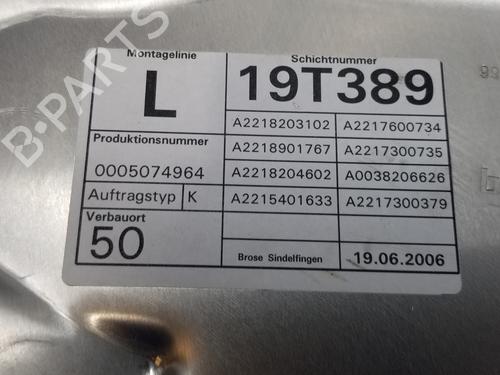 Montagelinie
Schichtnummer
L
19T389
Produktionsnummer
0005074964
Auftragstyp K
Verbauort
50
A2218203102 A2217600734
A2218901767 A2217300735
A2218204602 A0038206626
A2215401633 A2217300379
Brose Sindelfingen 19.06.2006
B-PARTS